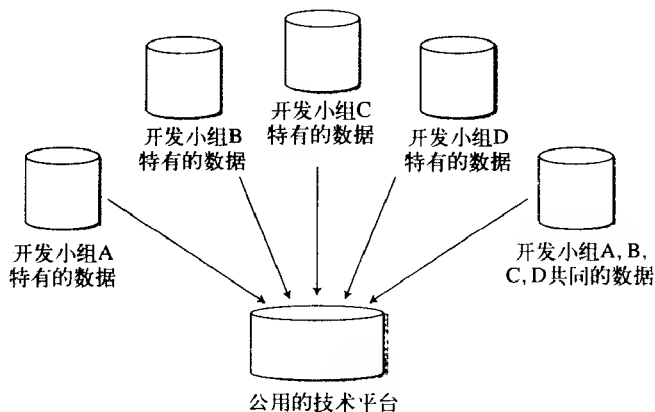 开发小组C
特有的数据
开发小组B
特有的数据
开发小组D
特有的数据
开发小组A
特有的数据
开发小组A, B,
C, D共同的数据
公用的技术平台